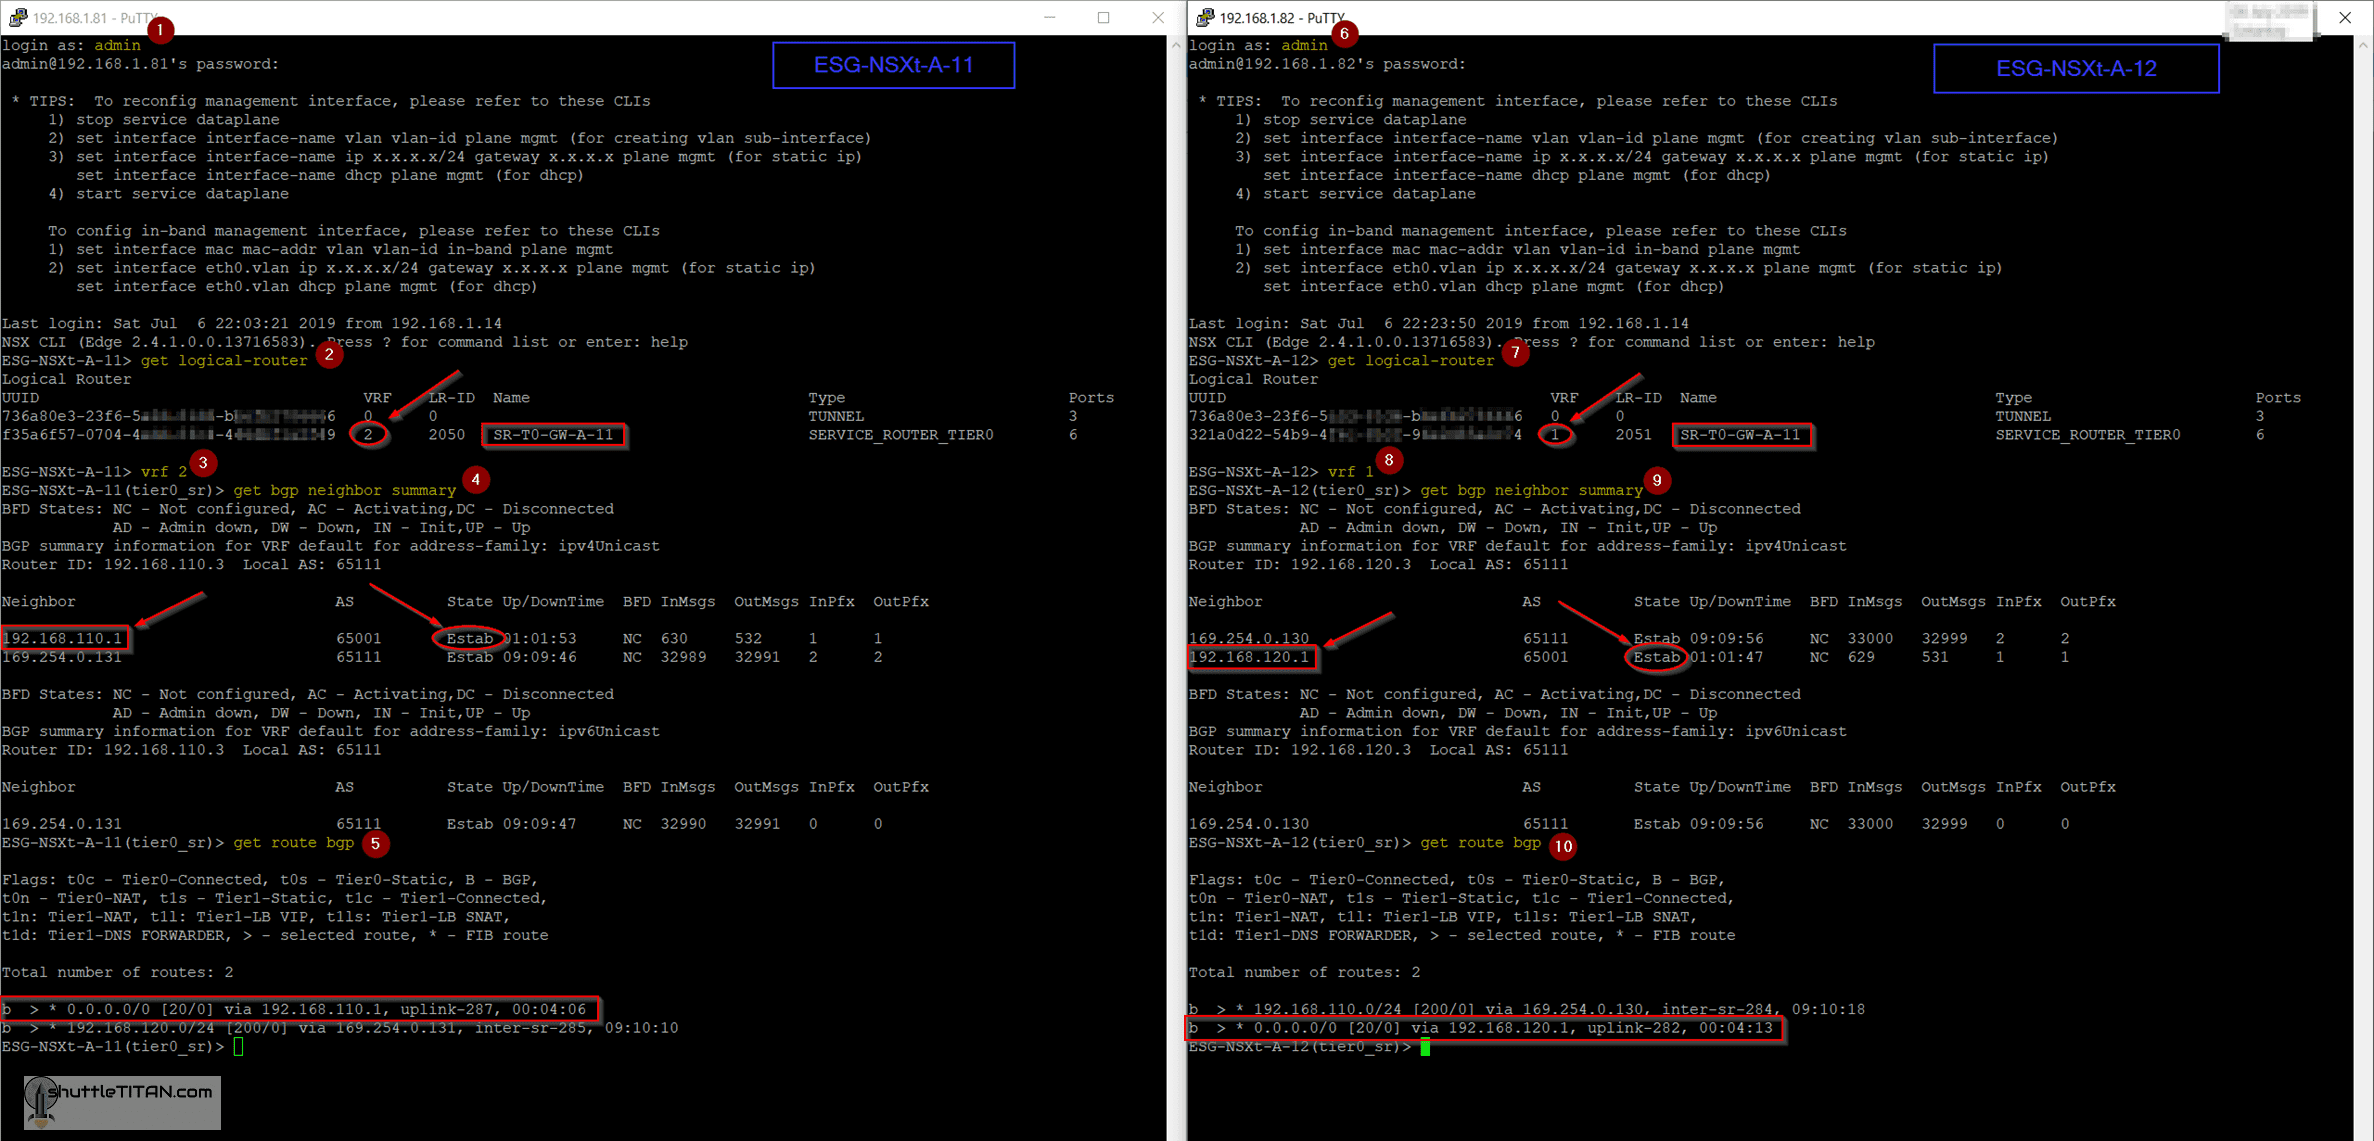 192.168.1.81 - PuTTY
1
login as: admin
admin@192.168.1.81's password:
ESG-NSXt-A-11
* TIPS:  To reconfig management interface, please refer to these CLIs
1) stop service dataplane
2) set interface interface-name vlan vlan-id plane mgmt (for creating vlan sub-interface)
3) set interface interface-name ip x.x.x.x/24 gateway x.x.x.x plane mgmt (for static ip)
set interface interface-name dhcp plane mgmt (for dhcp)
4) start service dataplane
To config in-band management interface, please refer to these CLIs
1) set interface mac mac-addr vlan vlan-id in-band plane mgmt
2) set interface eth0.vlan ip x.x.x.x/24 gateway x.x.x.x plane mgmt (for static ip)
set interface eth0.vlan dhcp plane mgmt (for dhcp)
Last login: Sat Jul  6 22:03:21 2019 from 192.168.1.14
NSX CLI (Edge 2.4.1.0.0.13716583). Press ? for command list or enter: help
ESG-NSXt-A-11> get logical-router 2
Logical Router
UUID VRF LR-ID Name Type Ports
736a80e3-23f6-5 -b 6 0 0 TUNNEL 3
f35a6f57-0704-4 -4 9 2 2050 SR-T0-GW-A-11 SERVICE_ROUTER_TIER0 6
ESG-NSXt-A-11> vrf 2 3
ESG-NSXt-A-11(tier0_sr)> get bgp neighbor summary 4
BFD States: NC - Not configured, AC - Activating,DC - Disconnected
AD - Admin down, DW - Down, IN - Init,UP - Up
BGP summary information for VRF default for address-family: ipv4Unicast
Router ID: 192.168.110.3  Local AS: 65111
Neighbor AS State Up/DownTime BFD InMsgs OutMsgs InPfx OutPfx
192.168.110.1 65001 Estab 01:01:53 NC 630 532 1 1
169.254.0.131 65111 Estab 09:09:46 NC 32989 32991 2 2
BFD States: NC - Not configured, AC - Activating,DC - Disconnected
AD - Admin down, DW - Down, IN - Init,UP - Up
BGP summary information for VRF default for address-family: ipv6Unicast
Router ID: 192.168.110.3  Local AS: 65111
Neighbor AS State Up/DownTime BFD InMsgs OutMsgs InPfx OutPfx
169.254.0.131 65111 Estab 09:09:47 NC 32990 32991 0 0
ESG-NSXt-A-11(tier0_sr)> get route bgp 5
Flags: t0c - Tier0-Connected, t0s - Tier0-Static, B - BGP,
t0n - Tier0-NAT, t1s - Tier1-Static, t1c - Tier1-Connected,
t1n: Tier1-NAT, t1l: Tier1-LB VIP, t1ls: Tier1-LB SNAT,
t1d: Tier1-DNS FORWARDER, > - selected route, * - FIB route
Total number of routes: 2
b  > * 0.0.0.0/0 [20/0] via 192.168.110.1, uplink-287, 00:04:06
b  > * 192.168.120.0/24 [200/0] via 169.254.0.131, inter-sr-285, 09:10:10
ESG-NSXt-A-11(tier0_sr)>
shuttleTITAN.com
192.168.1.82 - PuTTY
6
login as: admin
admin@192.168.1.82's password:
ESG-NSXt-A-12
* TIPS:  To reconfig management interface, please refer to these CLIs
1) stop service dataplane
2) set interface interface-name vlan vlan-id plane mgmt (for creating vlan sub-interface)
3) set interface interface-name ip x.x.x.x/24 gateway x.x.x.x plane mgmt (for static ip)
set interface interface-name dhcp plane mgmt (for dhcp)
4) start service dataplane
To config in-band management interface, please refer to these CLIs
1) set interface mac mac-addr vlan vlan-id in-band plane mgmt
2) set interface eth0.vlan ip x.x.x.x/24 gateway x.x.x.x plane mgmt (for static ip)
set interface eth0.vlan dhcp plane mgmt (for dhcp)
Last login: Sat Jul  6 22:23:50 2019 from 192.168.1.14
NSX CLI (Edge 2.4.1.0.0.13716583). Press ? for command list or enter: help
ESG-NSXt-A-12> get logical-router 7
Logical Router
UUID VRF LR-ID Name Type Ports
736a80e3-23f6-5 -b 6 0 0 TUNNEL 3
321a0d22-54b9-4 -9 4 1 2051 SR-T0-GW-A-11 SERVICE_ROUTER_TIER0 6
ESG-NSXt-A-12> vrf 1 8
ESG-NSXt-A-12(tier0_sr)> get bgp neighbor summary 9
BFD States: NC - Not configured, AC - Activating,DC - Disconnected
AD - Admin down, DW - Down, IN - Init,UP - Up
BGP summary information for VRF default for address-family: ipv4Unicast
Router ID: 192.168.120.3  Local AS: 65111
Neighbor AS State Up/DownTime BFD InMsgs OutMsgs InPfx OutPfx
169.254.0.130 65111 Estab 09:09:56 NC 33000 32999 2 2
192.168.120.1 65001 Estab 01:01:47 NC 629 531 1 1
BFD States: NC - Not configured, AC - Activating,DC - Disconnected
AD - Admin down, DW - Down, IN - Init,UP - Up
BGP summary information for VRF default for address-family: ipv6Unicast
Router ID: 192.168.120.3  Local AS: 65111
Neighbor AS State Up/DownTime BFD InMsgs OutMsgs InPfx OutPfx
169.254.0.130 65111 Estab 09:09:56 NC 33000 32999 0 0
ESG-NSXt-A-12(tier0_sr)> get route bgp 10
Flags: t0c - Tier0-Connected, t0s - Tier0-Static, B - BGP,
t0n - Tier0-NAT, t1s - Tier1-Static, t1c - Tier1-Connected,
t1n: Tier1-NAT, t1l: Tier1-LB VIP, t1ls: Tier1-LB SNAT,
t1d: Tier1-DNS FORWARDER, > - selected route, * - FIB route
Total number of routes: 2
b  > * 192.168.110.0/24 [200/0] via 169.254.0.130, inter-sr-284, 09:10:18
b  > * 0.0.0.0/0 [20/0] via 192.168.120.1, uplink-282, 00:04:13
ESG-NSXt-A-12(tier0_sr)>